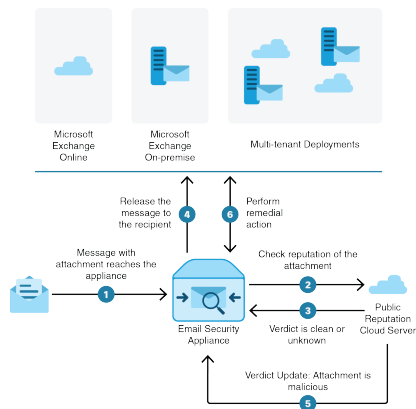 Microsoft
Exchange
Online
Microsoft
Exchange
On-premise
Multi-tenant Deployments
Release the
message to
the recipient
4
6
Perform
remedial
action
Message with
attachment reaches the
appliance
1
Check reputation of the
attachment
2
3
Verdict is clean or
unknown
Public
Reputation
Cloud Server
Email Security
Appliance
Verdict Update: Attachment is
malicious
5